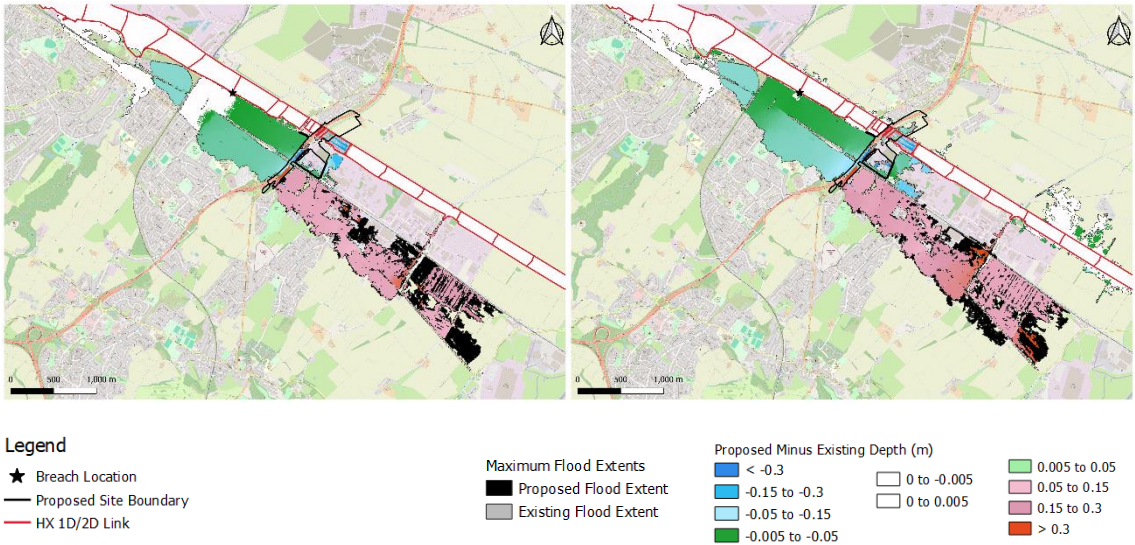 0 500 1,000 m
0 500 1,000 m
Legend
Breach Location
Proposed Site Boundary
HX 1D/2D Link
Maximum Flood Extents
Proposed Flood Extent
Existing Flood Extent
Proposed Minus Existing Depth (m)
< -0.3
-0.15 to -0.3
-0.05 to -0.15
-0.005 to -0.05
0 to -0.005
0 to 0.005
0.005 to 0.05
0.05 to 0.15
0.15 to 0.3
> 0.3